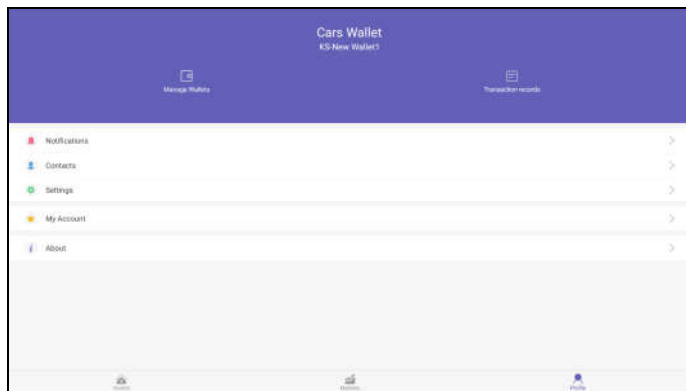 Cars Wallet
KS-New Wallet1
Manage Wallets
Transaction records
Notifications
Contacts
Settings
My Account
About
Profile